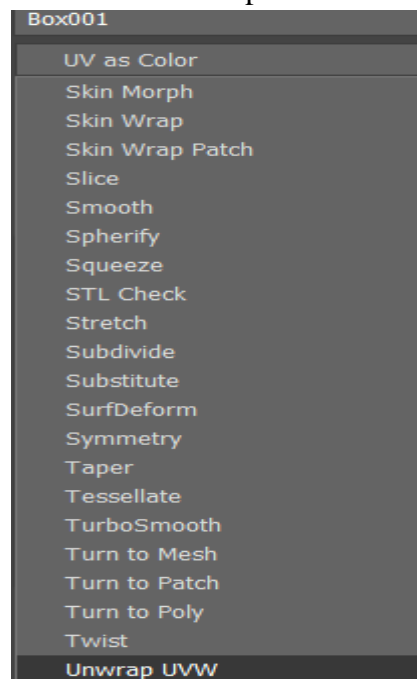 Box001
UV as Color
Skin Morph
Skin Wrap
Skin Wrap Patch
Slice
Smooth
Spherify
Squeeze
STL Check
Stretch
Subdivide
Substitute
SurfDeform
Symmetry
Taper
Tessellate
TurboSmooth
Turn to Mesh
Turn to Patch
Turn to Poly
Twist
Unwrap UVW